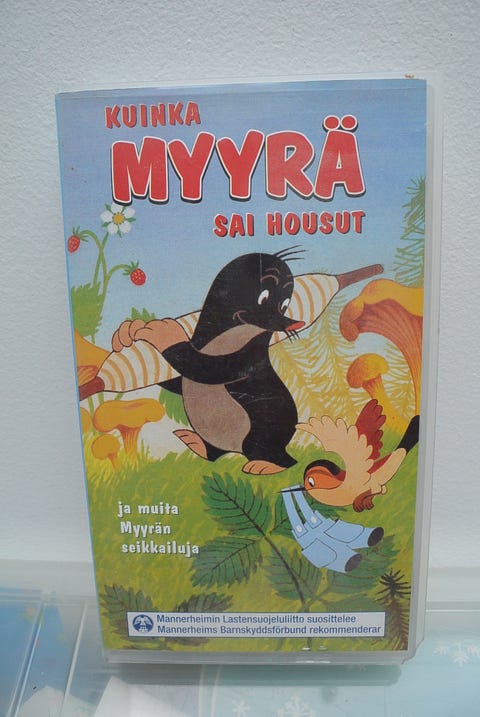 KUINKA
MYYRÄ
SAI HOUSUT
ja muita
Myyrän
seikkailuja
Mannerheimin Lastensuojeluliitto suosittelee
Mannerheims Barnskyddsförbund rekommenderar